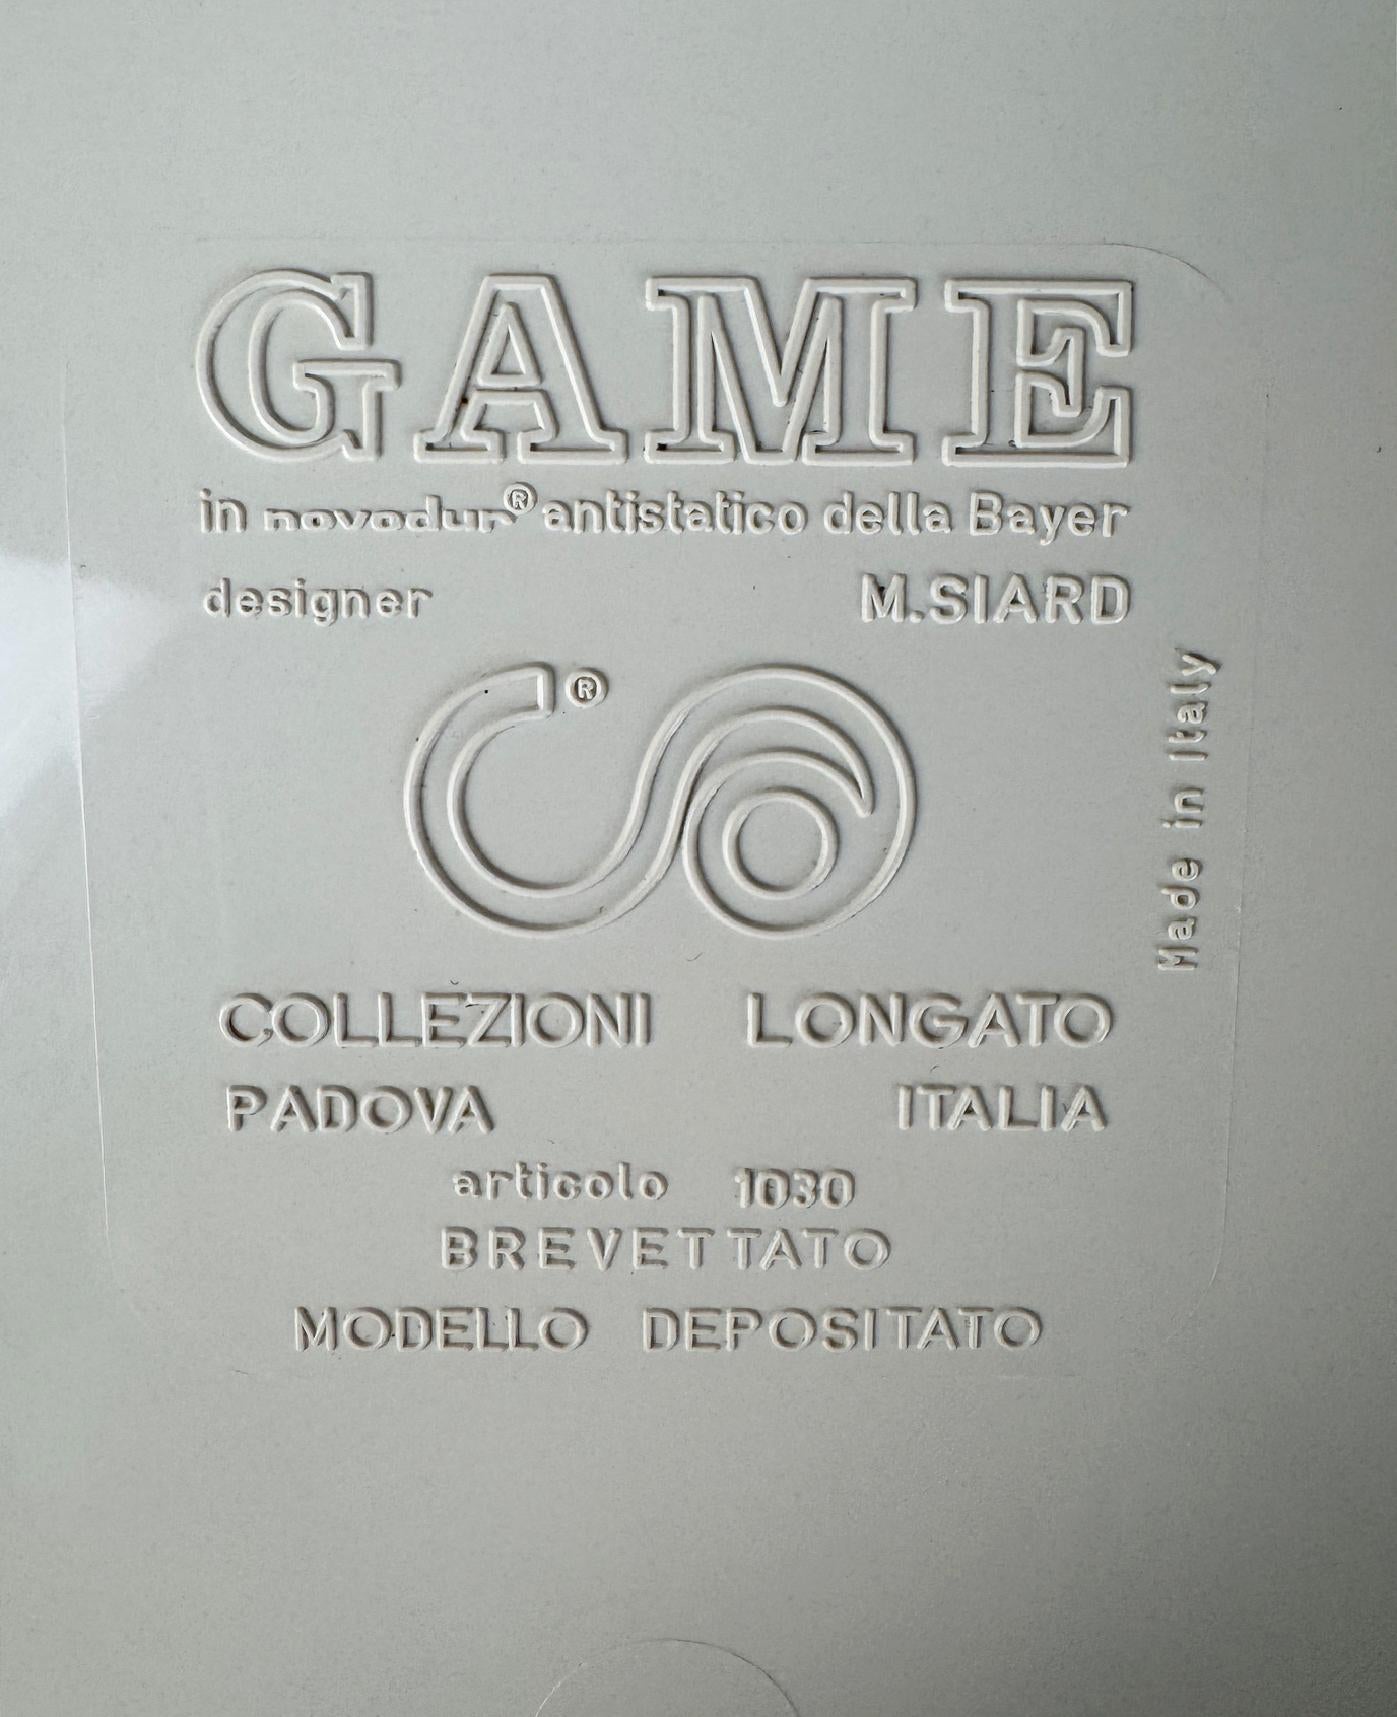 GAME
in novodur® antistatico della Bayer
designer M.SIARD
®
Made in Italy
COLLEZIONI LONGATO
PADOVA ITALIA
articolo 1030
BREVETTATO
MODELLO DEPOSITATO